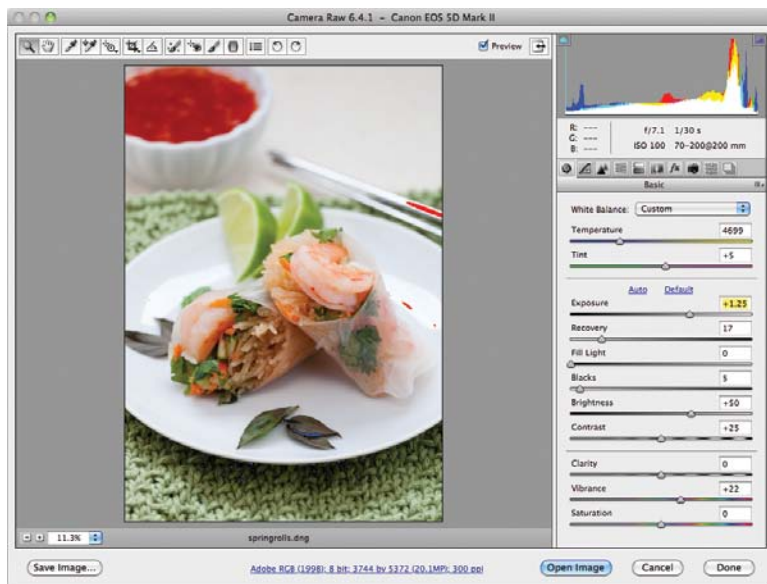 Camera Raw 6.4.1 – Canon EOS 5D Mark II
Preview
R: ---
G: ---
B: ---
f/7.1 1/30 s
ISO 100 70-200@200 mm
Basic
White Balance: Custom
Temperature 4699
Tint +5
Auto Default
Exposure +1.25
Recovery 17
Fill Light 0
Blacks 5
Brightness +50
Contrast +25
Clarity 0
Vibrance +22
Saturation 0
11.3%
springrolls.dng
Save Image...
Adobe RGB (1998); 8 bit; 3744 by 5372 (20.1MP); 300 ppi
Open Image
Cancel
Done